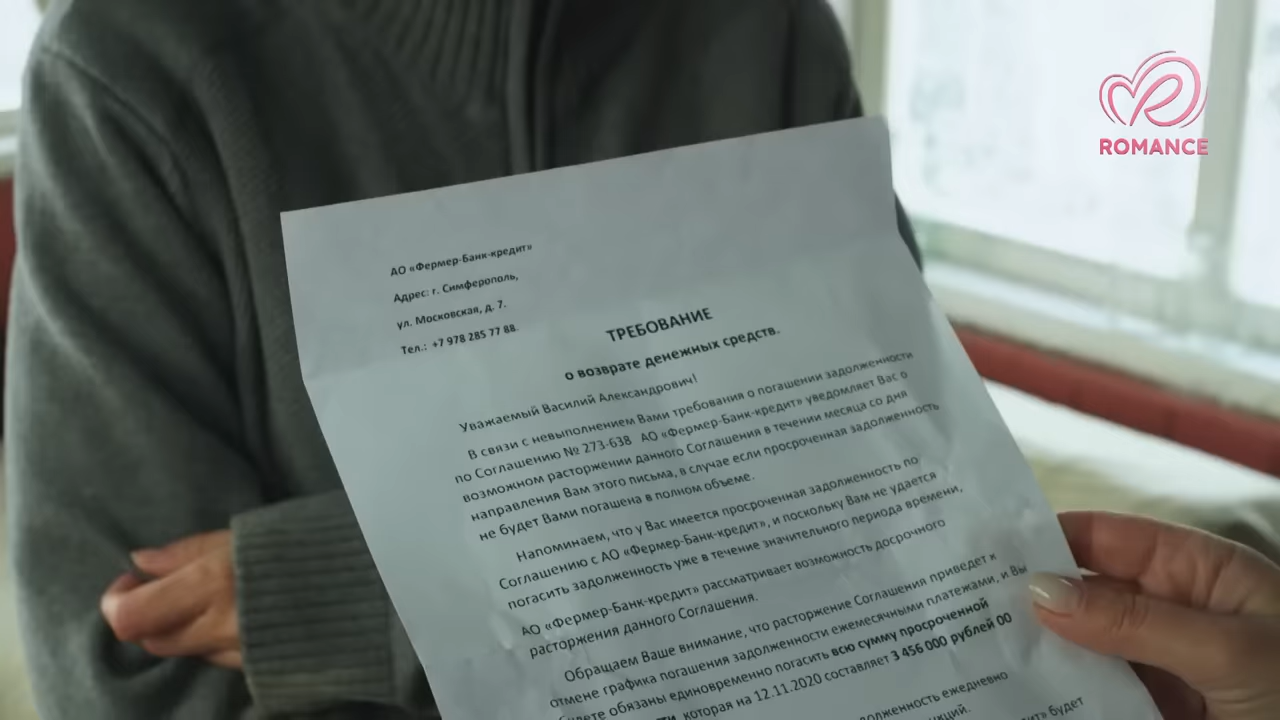 ROMANCE
АО «Фермер-Банк-кредит»
Адрес: г. Симферополь,
ул. Московская, д. 7.
Тел.: +7 978 285 77 88.
ТРЕБОВАНИЕ
о возврате денежных средств.
Уважаемый Василий Александрович!
В связи с невыполнением Вами требования о погашении задолженности
по Соглашению № 273-638 АО «Фермер-Банк-кредит» уведомляет Вас о
возможном расторжении данного Соглашения в течении месяца со дня
направления Вам этого письма, в случае если просроченная задолженность
не будет Вами погашена в полном объеме.
Напоминаем, что у Вас имеется просроченная задолженность по
Соглашению с АО «Фермер-Банк-кредит», и поскольку Вам не удается
погасить задолженность уже в течение значительного периода времени,
АО «Фермер-Банк-кредит» рассматривает возможность досрочного
расторжения данного Соглашения.
Обращаем Ваше внимание, что расторжение Соглашения приведет к
отмене графика погашения задолженности ежемесячными платежами, и Вы
будете обязаны единовременно погасить всю сумму просроченной
которая на 12.11.2020 составляет 3 456 000 рублей 00
задолженность ежедневно
будет